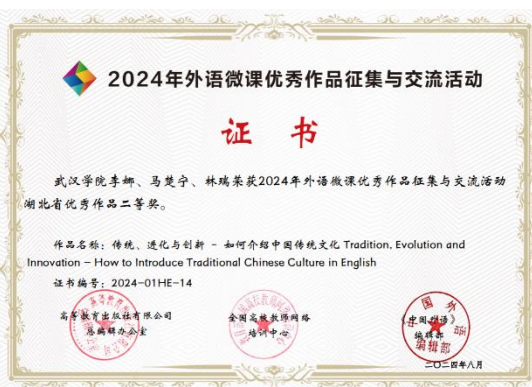 2024年外语微课优秀作品征集与交流活动
证 书
武汉学院李娜、马楚宁、林瑞荣获2024年外语微课优秀作品征集与交流活动
湖北省优秀作品二等奖。
作品名称：传统、进化与创新 – 如何介绍中国传统文化 Tradition, Evolution and
Innovation – How to Introduce Traditional Chinese Culture in English
证书编号：2024-01HE-14
高等教育出版社有限公司
总编辑办公室
全国高校教师网络
培训中心
《中国外语》
编辑部
中国外语
编辑部
二〇二四年八月